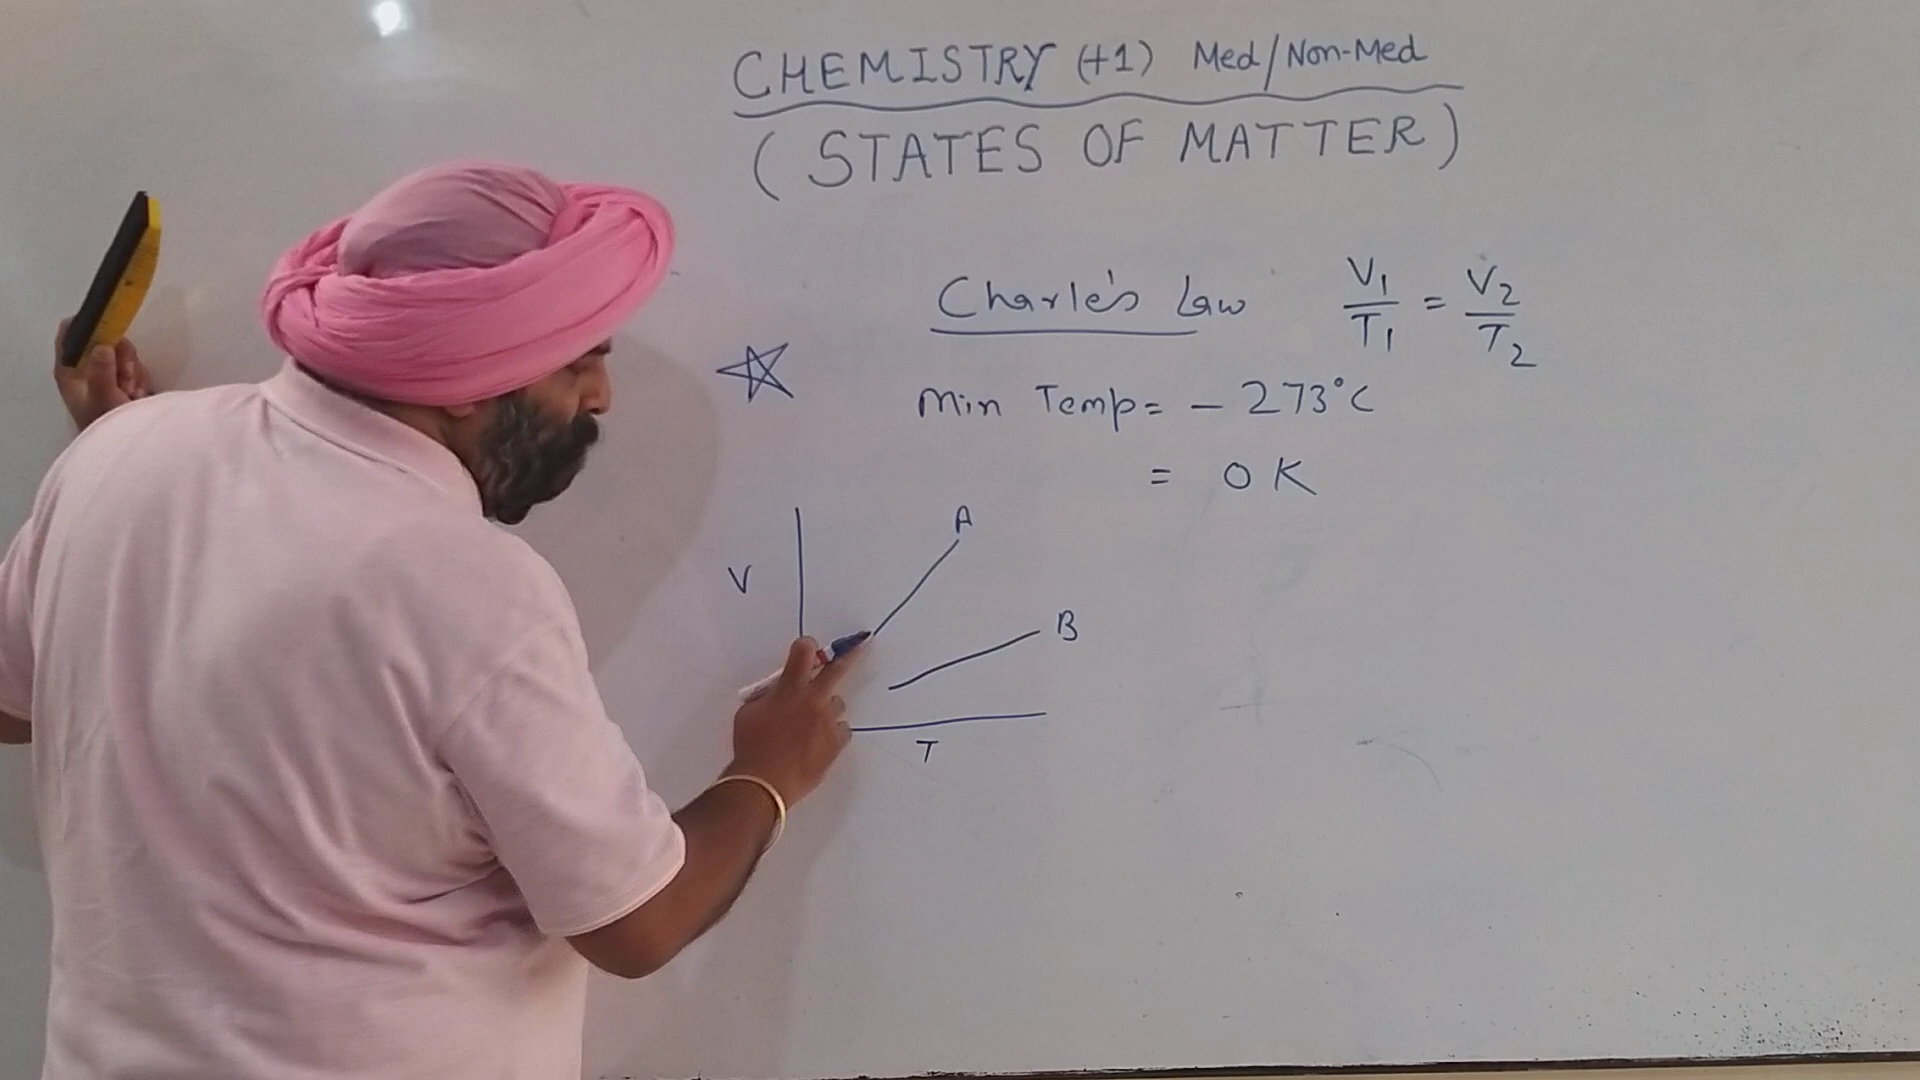 CHEMISTRY (+1) Med/Non-Med
(STATES OF MATTER)
Charle's Law V1/T1 = V2/T2
Min Temp = - 273°C
= 0 K
A
V
B
T